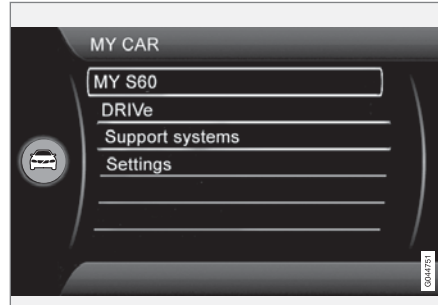 MY CAR
MY S60
DRIVe
Support systems
Settings
G044751